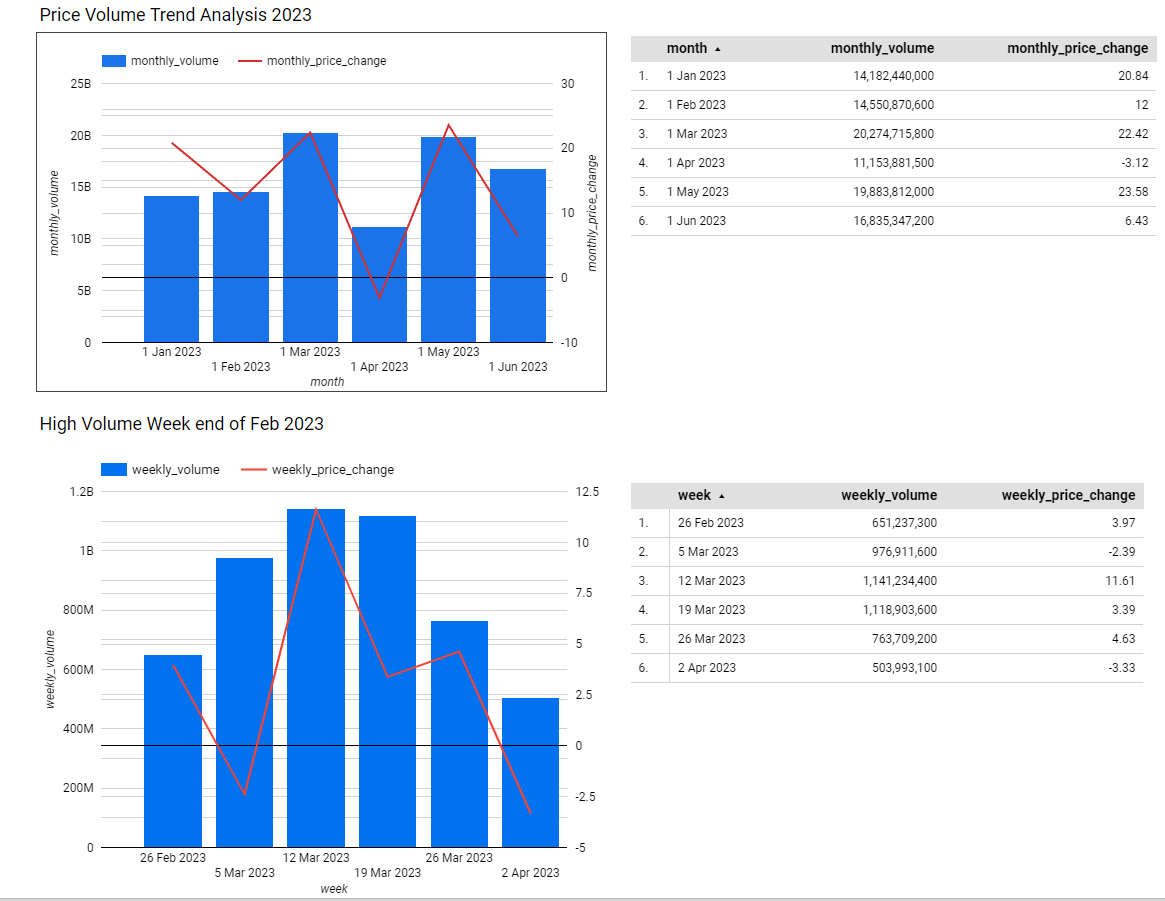 Price Volume Trend Analysis 2023
monthly_volume monthly_price_change
25B
20B
15B
10B
5B
0
monthly_volume
30
20
10
0
-10
monthly_price_change
1 Jan 2023
1 Feb 2023
1 Mar 2023
1 Apr 2023
1 May 2023
1 Jun 2023
month
month monthly_volume monthly_price_change
1. 1 Jan 2023 14,182,440,000 20.84
2. 1 Feb 2023 14,550,870,600 12
3. 1 Mar 2023 20,274,715,800 22.42
4. 1 Apr 2023 11,153,881,500 -3.12
5. 1 May 2023 19,883,812,000 23.58
6. 1 Jun 2023 16,835,347,200 6.43
High Volume Week end of Feb 2023
weekly_volume weekly_price_change
1.2B
1B
800M
600M
400M
200M
0
weekly_volume
12.5
10
7.5
5
2.5
0
-2.5
-5
26 Feb 2023
5 Mar 2023
12 Mar 2023
19 Mar 2023
26 Mar 2023
2 Apr 2023
week
week weekly_volume weekly_price_change
1. 26 Feb 2023 651,237,300 3.97
2. 5 Mar 2023 976,911,600 -2.39
3. 12 Mar 2023 1,141,234,400 11.61
4. 19 Mar 2023 1,118,903,600 3.39
5. 26 Mar 2023 763,709,200 4.63
6. 2 Apr 2023 503,993,100 -3.33